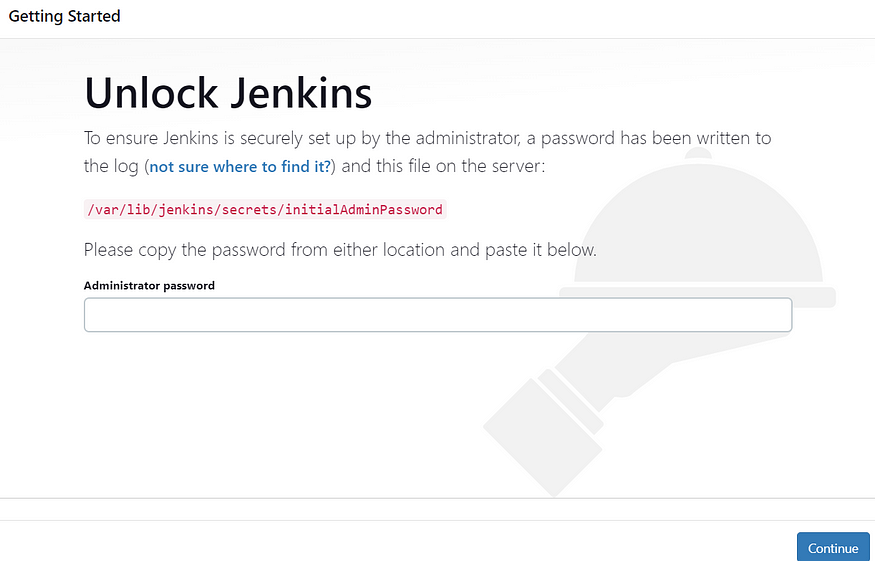 Getting Started
Unlock Jenkins
To ensure Jenkins is securely set up by the administrator, a password has been written to
the log (not sure where to find it?) and this file on the server:
/var/lib/jenkins/secrets/initialAdminPassword
Please copy the password from either location and paste it below.
Administrator password
Continue